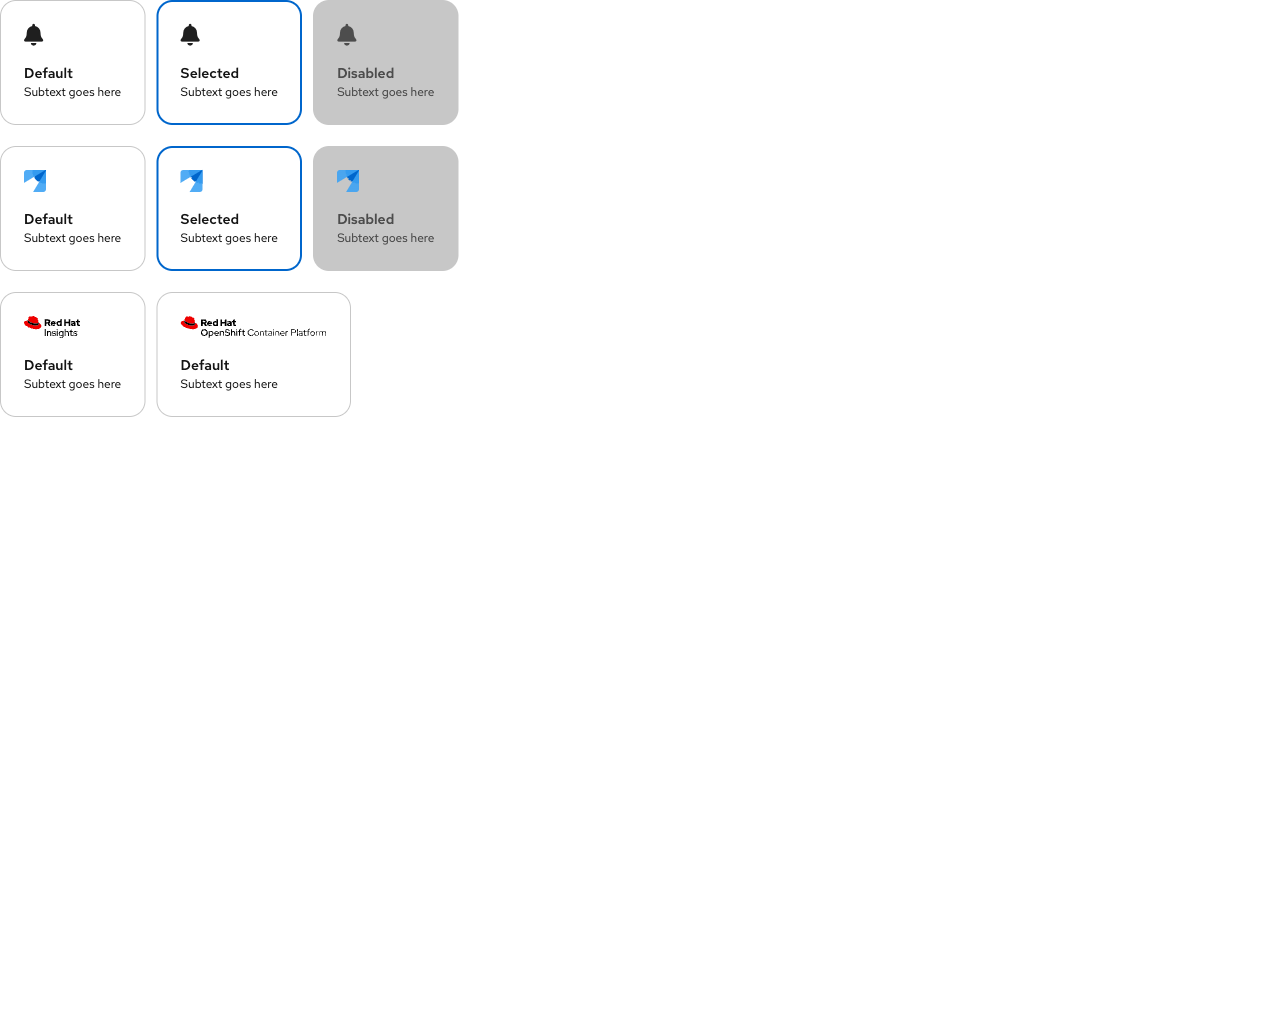 Default
Subtext goes here
Selected
Subtext goes here
Disabled
Subtext goes here
Default
Subtext goes here
Selected
Subtext goes here
Disabled
Subtext goes here
Red Hat
Insights
Default
Subtext goes here
Red Hat
OpenShift Container Platform
Default
Subtext goes here